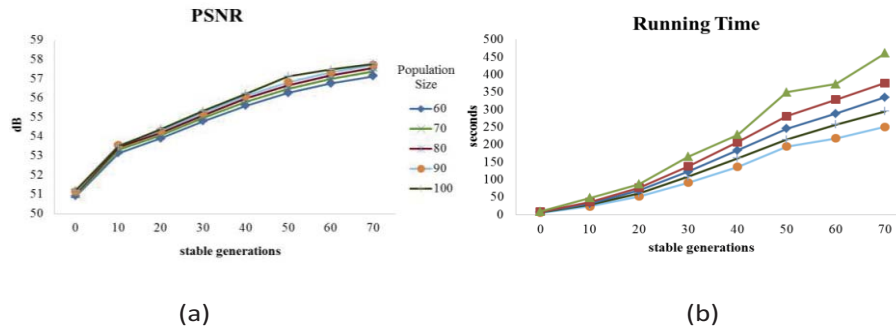 PSNR
59
58
57
56
55
54
53
52
51
50
dB
0 10 20 30 40 50 60 70
stable generations
Population
Size
60
70
80
90
100
(a)
Running Time
500
450
400
350
300
250
200
150
100
50
0
seconds
0 10 20 30 40 50 60 70
stable generations
(b)